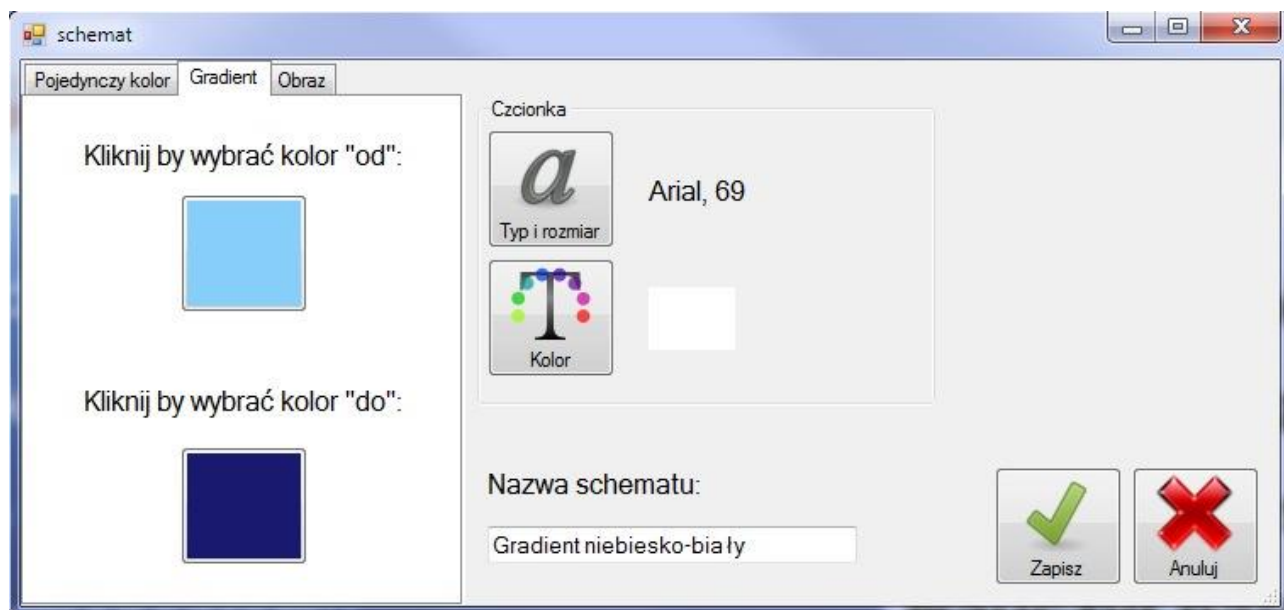 schemat
Pojedynczy kolor Gradient Obraz
Kliknij by wybrać kolor "od":
Kliknij by wybrać kolor "do":
Czcionka
a
Typ i rozmiar
Arial, 69
T
Kolor
Nazwa schematu:
Gradient niebiesko-biały
Zapisz
Anuluj